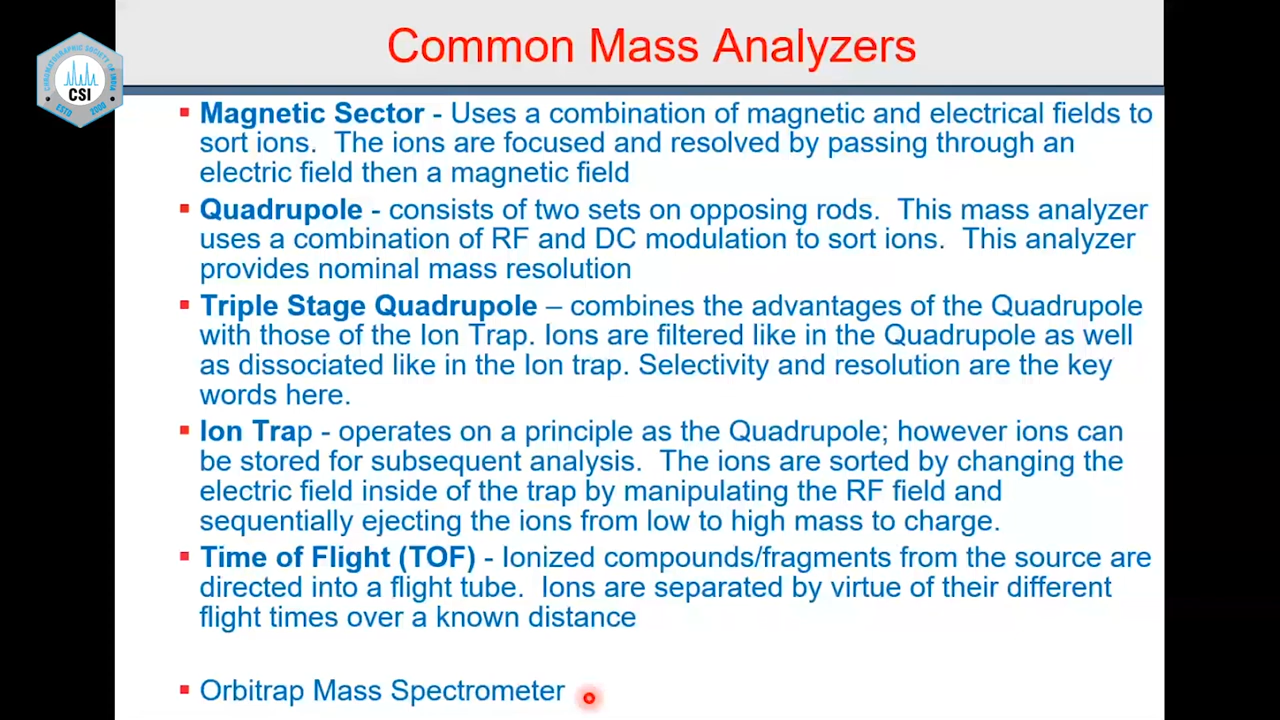 Common Mass Analyzers
CHROMATOGRAPHIC SOCIETY OF INDIA
CSI
ESTD 2000
Magnetic Sector - Uses a combination of magnetic and electrical fields to
sort ions. The ions are focused and resolved by passing through an
electric field then a magnetic field
Quadrupole - consists of two sets on opposing rods. This mass analyzer
uses a combination of RF and DC modulation to sort ions. This analyzer
provides nominal mass resolution
Triple Stage Quadrupole – combines the advantages of the Quadrupole
with those of the Ion Trap. Ions are filtered like in the Quadrupole as well
as dissociated like in the Ion trap. Selectivity and resolution are the key
words here.
Ion Trap - operates on a principle as the Quadrupole; however ions can
be stored for subsequent analysis. The ions are sorted by changing the
electric field inside of the trap by manipulating the RF field and
sequentially ejecting the ions from low to high mass to charge.
Time of Flight (TOF) - Ionized compounds/fragments from the source are
directed into a flight tube. Ions are separated by virtue of their different
flight times over a known distance
Orbitrap Mass Spectrometer